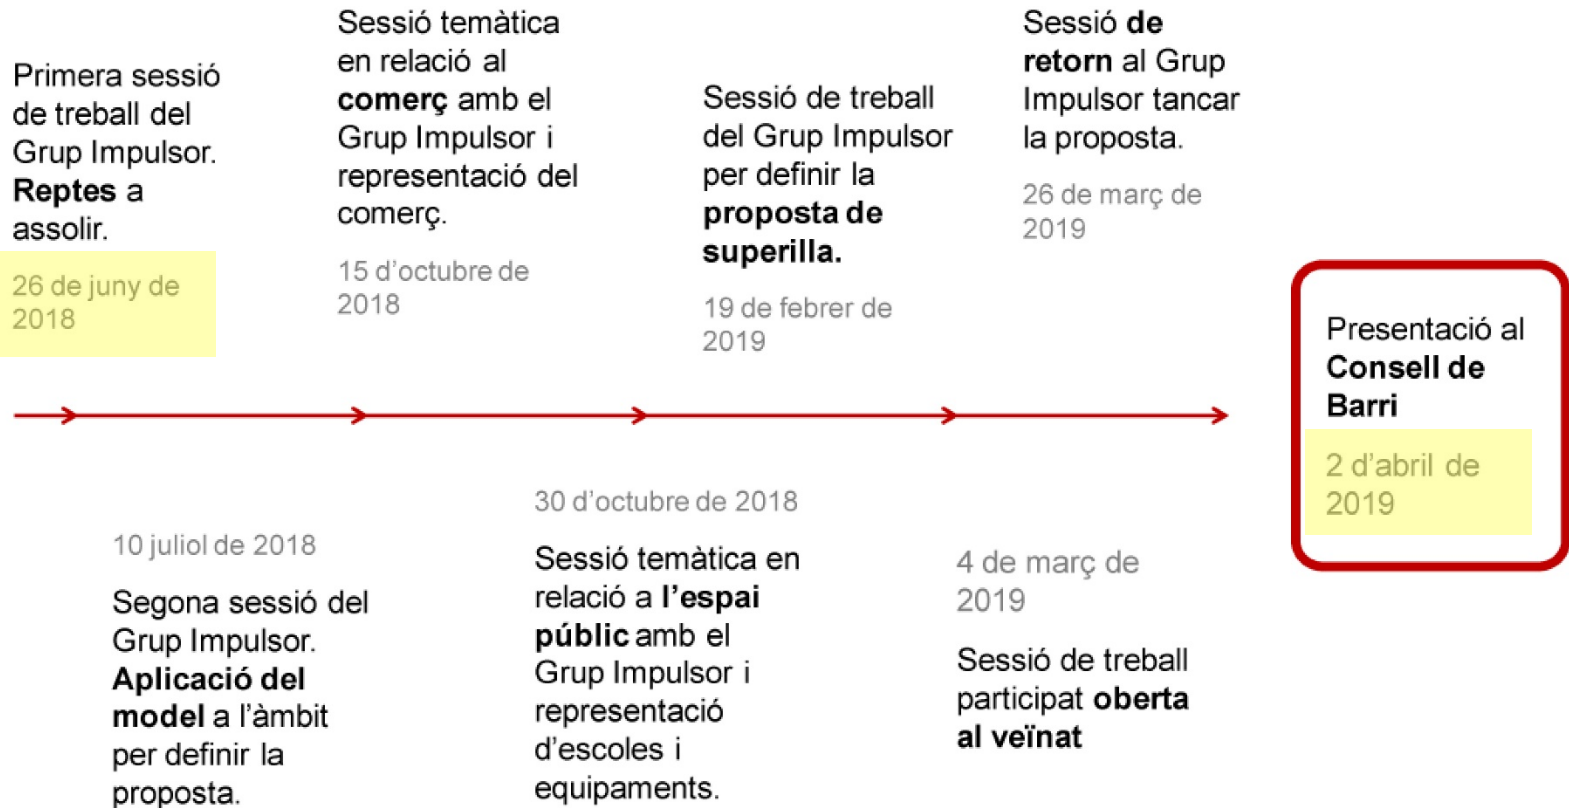 Primera sessió
de treball del
Grup Impulsor.
Reptes a
assolir.
26 de juny de
2018
Sessió temàtica
en relació al
comerç amb el
Grup Impulsor i
representació del
comerç.
15 d’octubre de
2018
Sessió de treball
del Grup Impulsor
per definir la
proposta de
superilla.
19 de febrer de
2019
Sessió de
retorn al Grup
Impulsor tancar
la proposta.
26 de març de
2019
Presentació al
Consell de
Barri
2 d’abril de
2019
10 juliol de 2018
Segona sessió del
Grup Impulsor.
Aplicació del
model a l’àmbit
per definir la
proposta.
30 d’octubre de 2018
Sessió temàtica en
relació a l’espai
públic amb el
Grup Impulsor i
representació
d’escoles i
equipaments.
4 de març de
2019
Sessió de treball
participat oberta
al veïnat